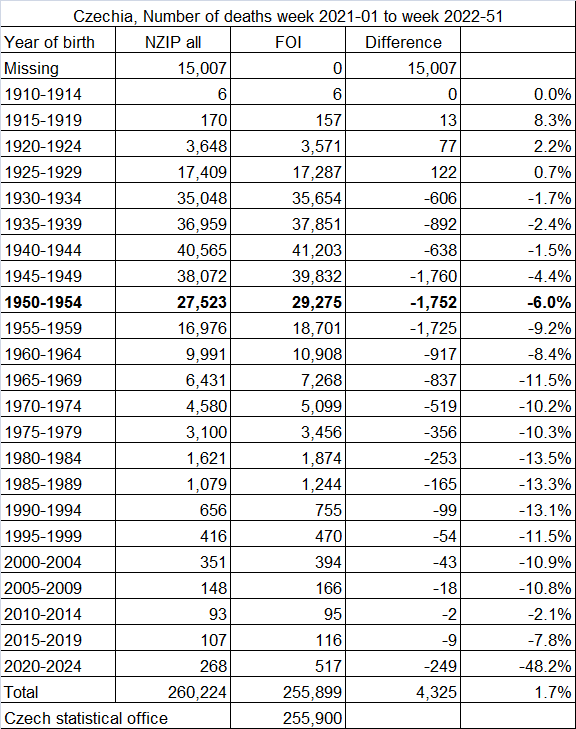 Czechia, Number of deaths week 2021-01 to week 2022-51
Year of birth NZIP all FOI Difference
Missing 15,007 0 15,007
1910-1914 6 6 0 0.0%
1915-1919 170 157 13 8.3%
1920-1924 3,648 3,571 77 2.2%
1925-1929 17,409 17,287 122 0.7%
1930-1934 35,048 35,654 -606 -1.7%
1935-1939 36,959 37,851 -892 -2.4%
1940-1944 40,565 41,203 -638 -1.5%
1945-1949 38,072 39,832 -1,760 -4.4%
1950-1954 27,523 29,275 -1,752 -6.0%
1955-1959 16,976 18,701 -1,725 -9.2%
1960-1964 9,991 10,908 -917 -8.4%
1965-1969 6,431 7,268 -837 -11.5%
1970-1974 4,580 5,099 -519 -10.2%
1975-1979 3,100 3,456 -356 -10.3%
1980-1984 1,621 1,874 -253 -13.5%
1985-1989 1,079 1,244 -165 -13.3%
1990-1994 656 755 -99 -13.1%
1995-1999 416 470 -54 -11.5%
2000-2004 351 394 -43 -10.9%
2005-2009 148 166 -18 -10.8%
2010-2014 93 95 -2 -2.1%
2015-2019 107 116 -9 -7.8%
2020-2024 268 517 -249 -48.2%
Total 260,224 255,899 4,325 1.7%
Czech statistical office 255,900